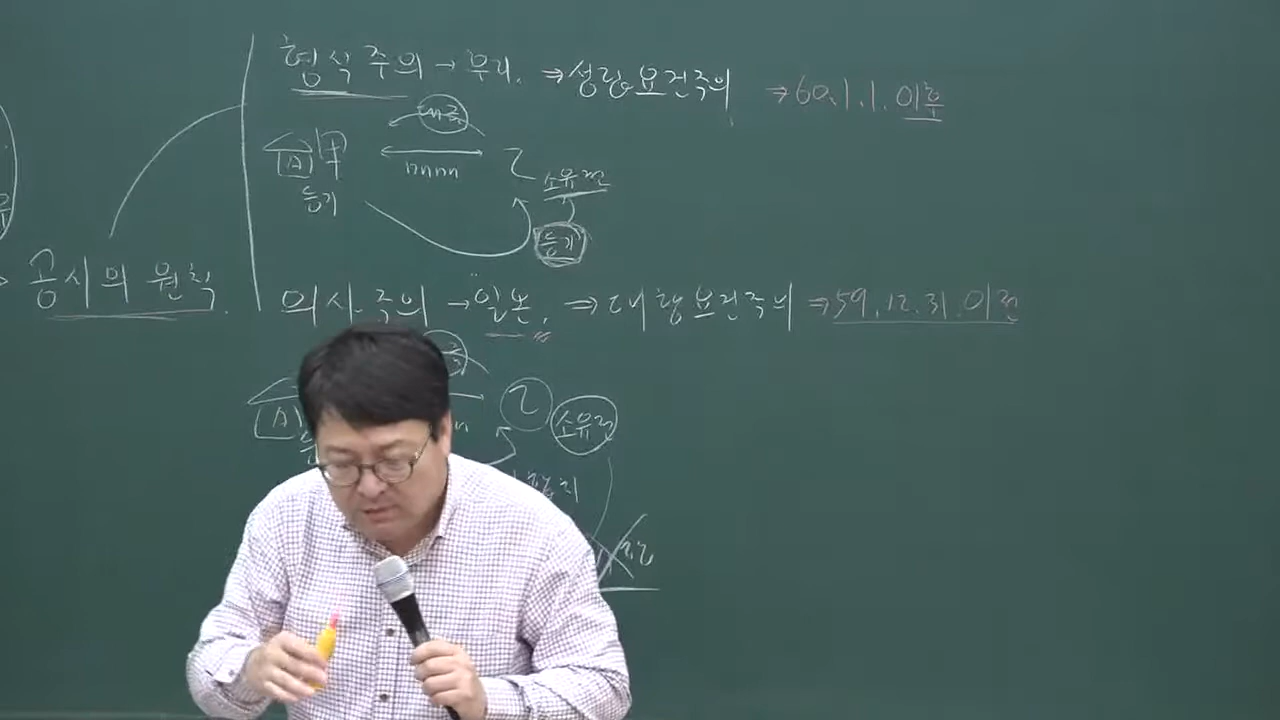 형식주의 → 우리. ⇒ 성립요건주의 ⇒ 60.1.1. 이후
매매
A 甲 乙 소유권
등기
등기
공시의 원칙.
의사주의 → 일본. ⇒ 대항요건주의 ⇒ 59.12.31. 이전
A 乙 소유권